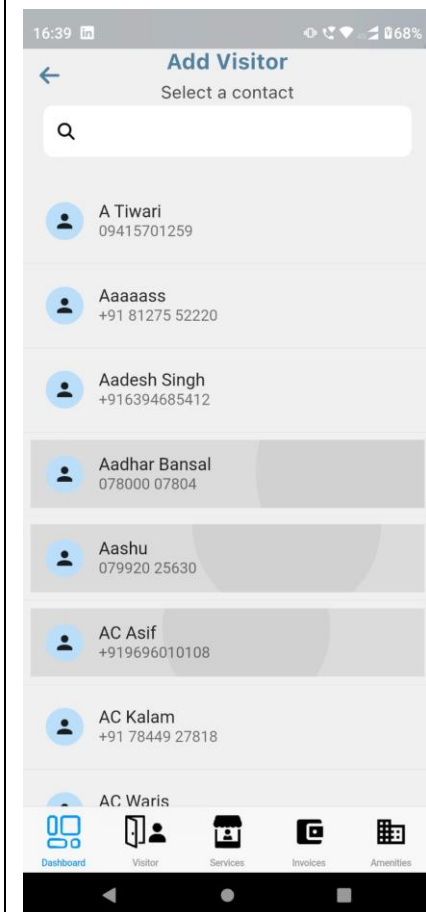 16:39
68%
Add Visitor
Select a contact
A Tiwari
09415701259
Aaaaass
+91 81275 52220
Aadesh Singh
+916394685412
Aadhar Bansal
078000 07804
Aashu
079920 25630
AC Asif
+919696010108
AC Kalam
+91 78449 27818
AC Waris
Dashboard Visitor Services Invoices Amenities